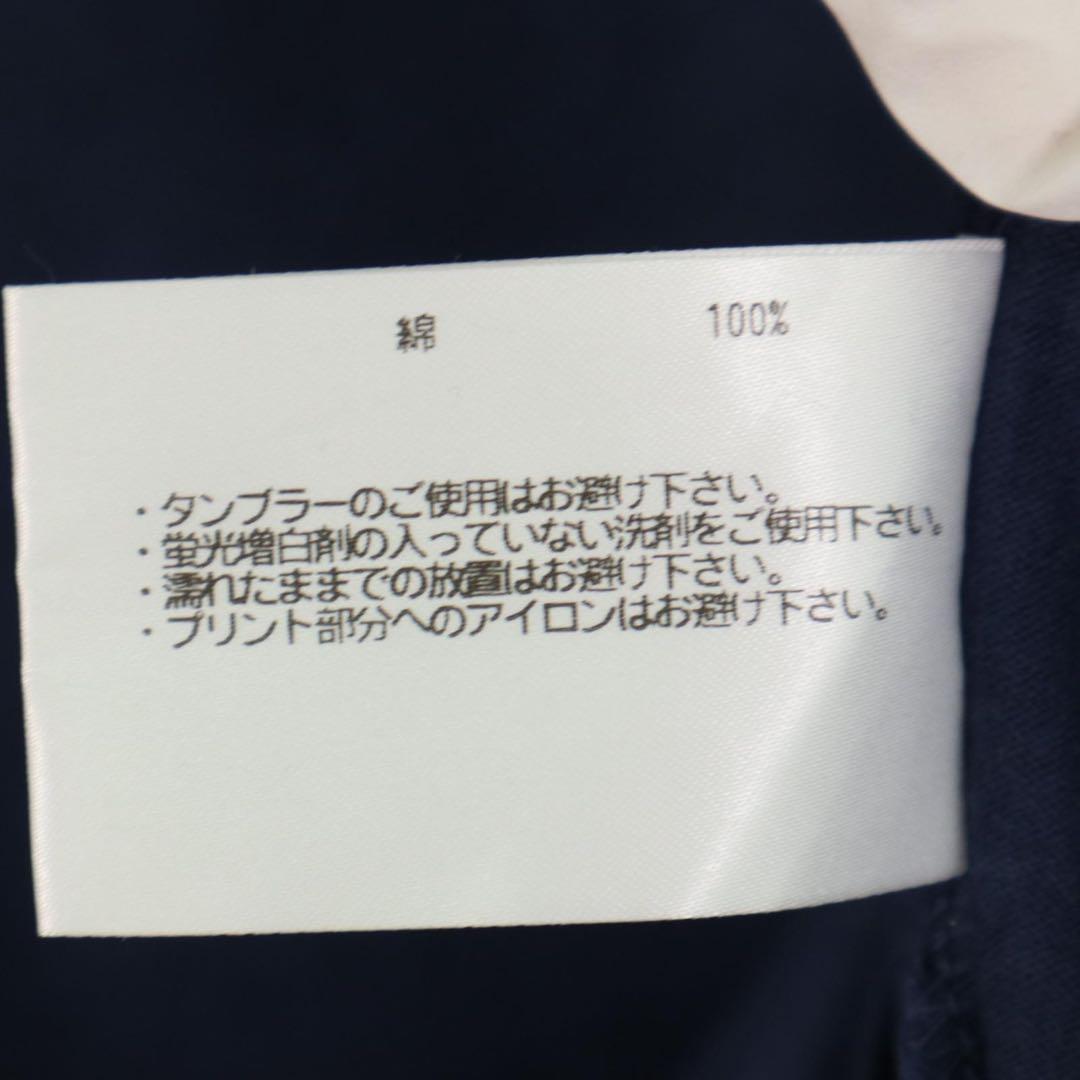 綿 100%
・タンブラーのご使用はお避け下さい。
・蛍光増白剤の入っていない洗剤をご使用下さい。
・濡れたままでの放置はお避け下さい。
・プリント部分へのアイロンはお避け下さい。